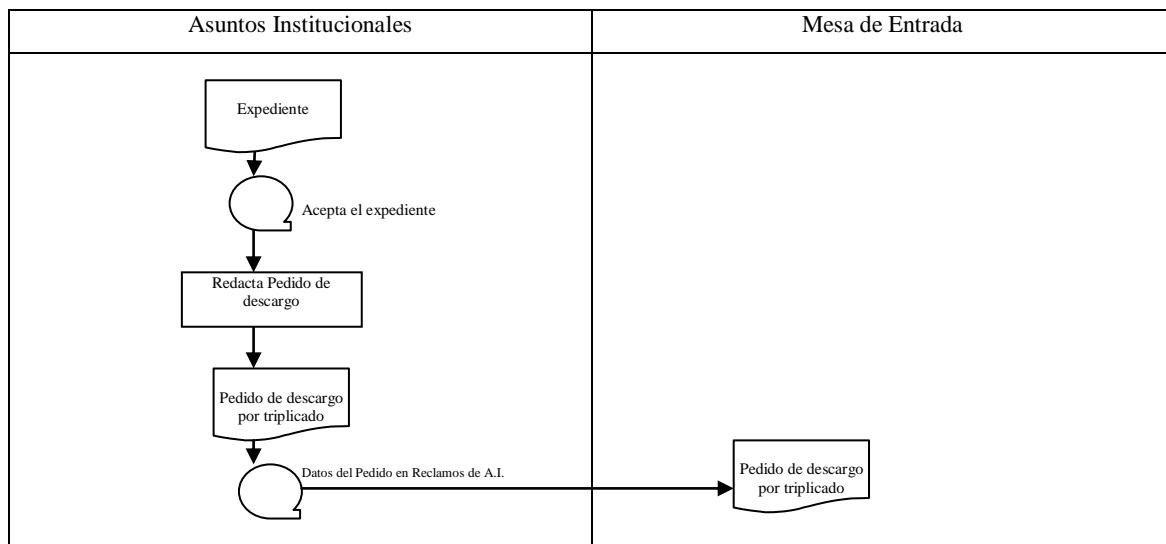 Asuntos Institucionales
Mesa de Entrada
Expediente
Acepta el expediente
Redacta Pedido de
descargo
Pedido de descargo
por triplicado
Datos del Pedido en Reclamos de A.I.
Pedido de descargo
por triplicado